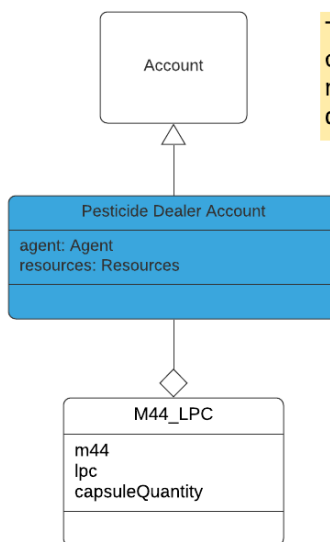 Account
Pesticide Dealer Account
agent: Agent
resources: Resources
M44_LPC
m44
lpc
capsuleQuantity